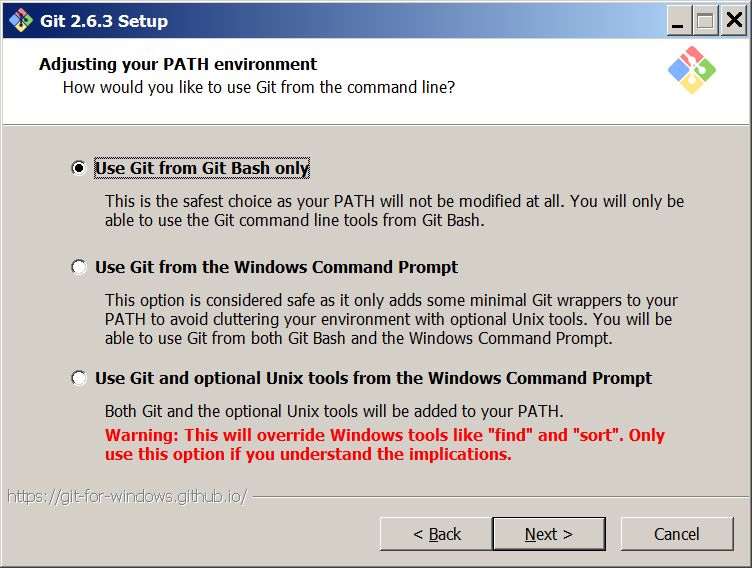 Git 2.6.3 Setup
Adjusting your PATH environment
How would you like to use Git from the command line?
Use Git from Git Bash only
This is the safest choice as your PATH will not be modified at all. You will only be
able to use the Git command line tools from Git Bash.
Use Git from the Windows Command Prompt
This option is considered safe as it only adds some minimal Git wrappers to your
PATH to avoid cluttering your environment with optional Unix tools. You will be
able to use Git from both Git Bash and the Windows Command Prompt.
Use Git and optional Unix tools from the Windows Command Prompt
Both Git and the optional Unix tools will be added to your PATH.
Warning: This will override Windows tools like "find" and "sort". Only
use this option if you understand the implications.
https://git-for-windows.github.io/
< Back Next > Cancel